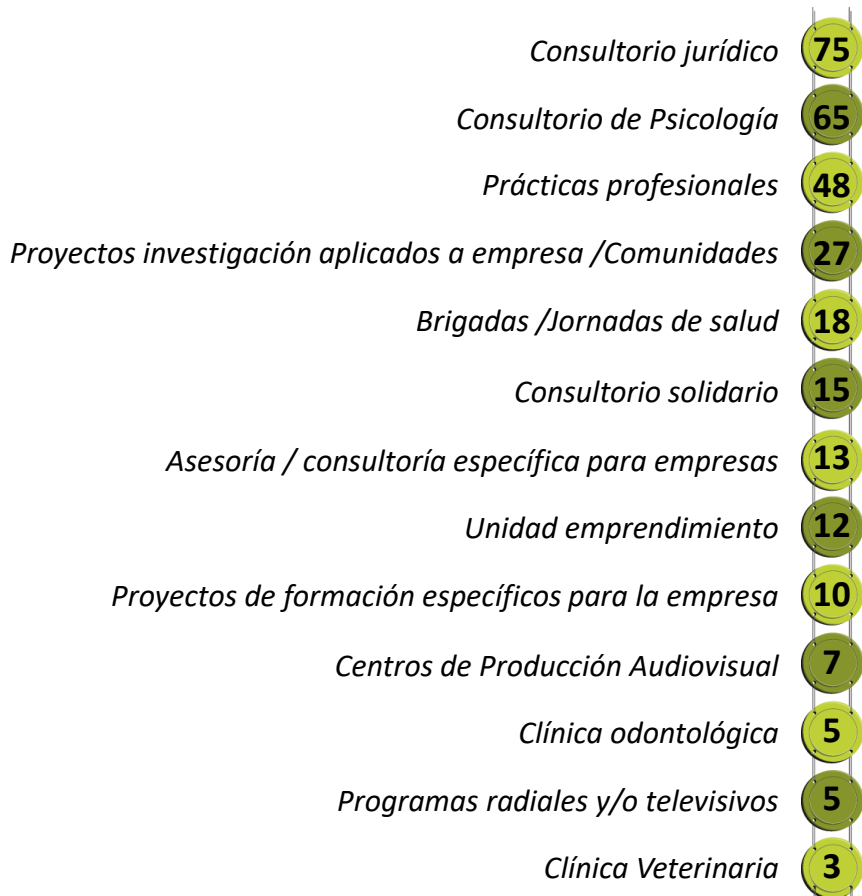 Consultorio jurídico 75
Consultorio de Psicología 65
Prácticas profesionales 48
Proyectos investigación aplicados a empresa /Comunidades 27
Brigadas /Jornadas de salud 18
Consultorio solidario 15
Asesoría / consultoría específica para empresas 13
Unidad emprendimiento 12
Proyectos de formación específicos para la empresa 10
Centros de Producción Audiovisual 7
Clínica odontológica 5
Programas radiales y/o televisivos 5
Clínica Veterinaria 3